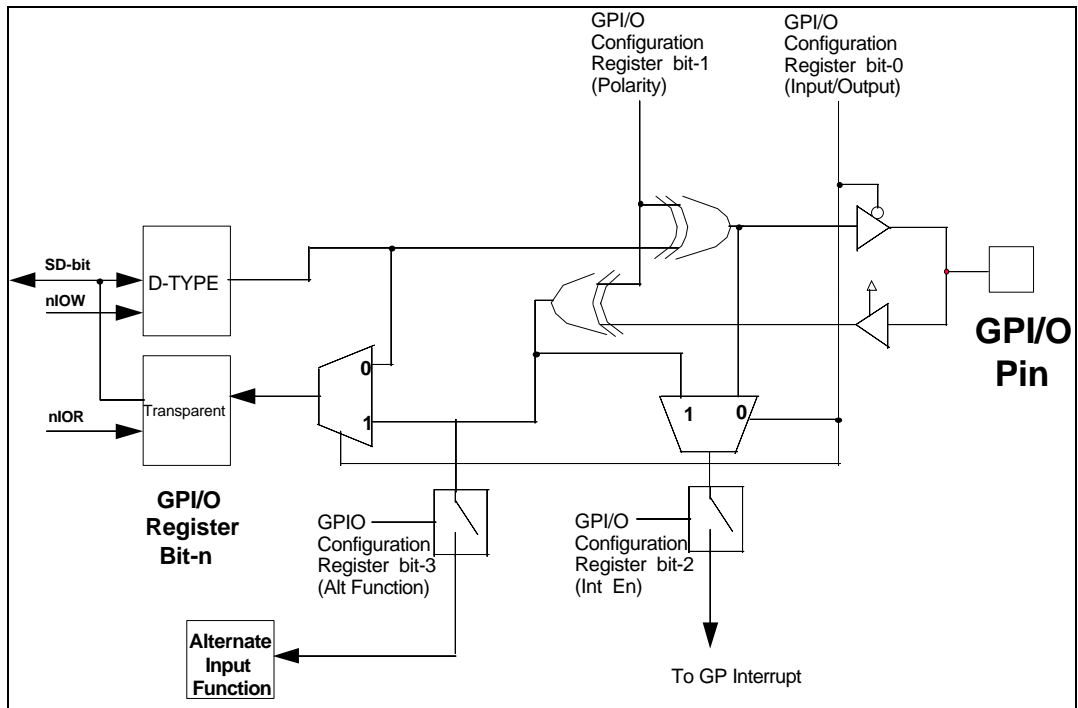 GPI/O
Configuration
Register bit-1
(Polarity)
GPI/O
Configuration
Register bit-0
(Input/Output)
SD-bit
D-TYPE
nIOW
GPI/O
Pin
0
1
Transparent
nIOR
1
0
GPI/O
Register
Bit-n
GPIO
Configuration
Register bit-3
(Alt Function)
GPI/O
Configuration
Register bit-2
(Int En)
Alternate
Input
Function
To GP Interrupt